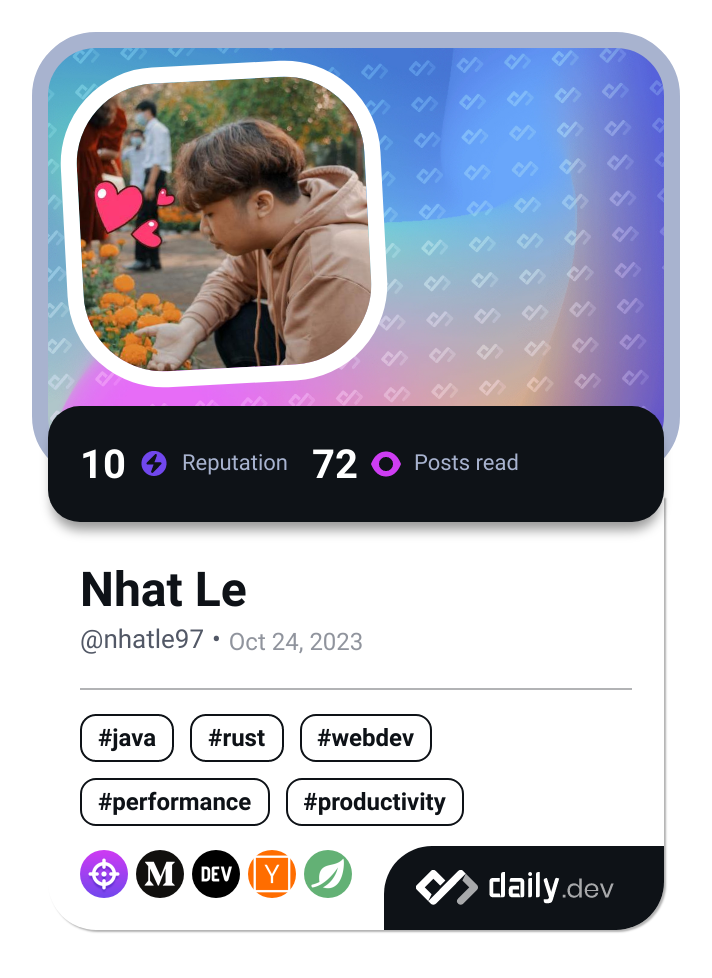 10 Reputation 72 Posts read
Nhat Le
@nhatle97 • Oct 24, 2023
#java #rust #webdev
#performance #productivity
M DEV Y daily.dev